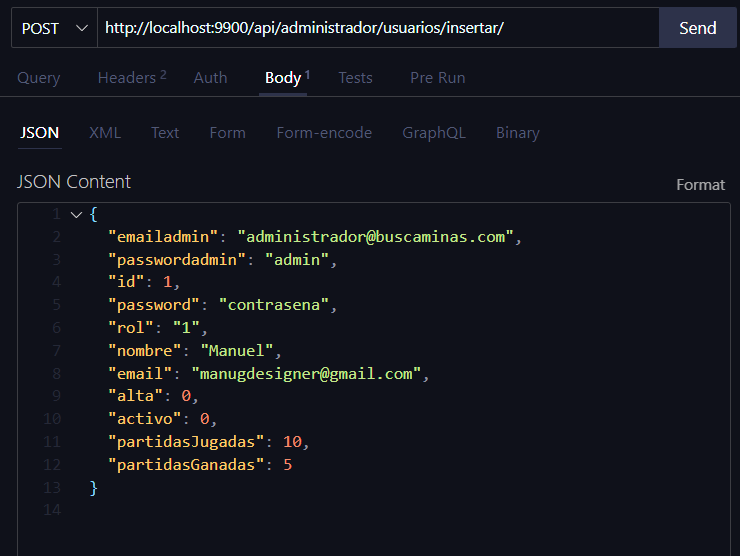 POST http://localhost:9900/api/administrador/usuarios/insertar/ Send
Query Headers 2 Auth Body 1 Tests Pre Run
JSON XML Text Form Form-encode GraphQL Binary
JSON Content
Format
1 {
2 "emailadmin": "administrador@buscaminas.com",
3 "passwordadmin": "admin",
4 "id": 1,
5 "password": "contrasena",
6 "rol": "1",
7 "nombre": "Manuel",
8 "email": "manugdesigner@gmail.com",
9 "alta": 0,
10 "activo": 0,
11 "partidasJugadas": 10,
12 "partidasGanadas": 5
13 }
14